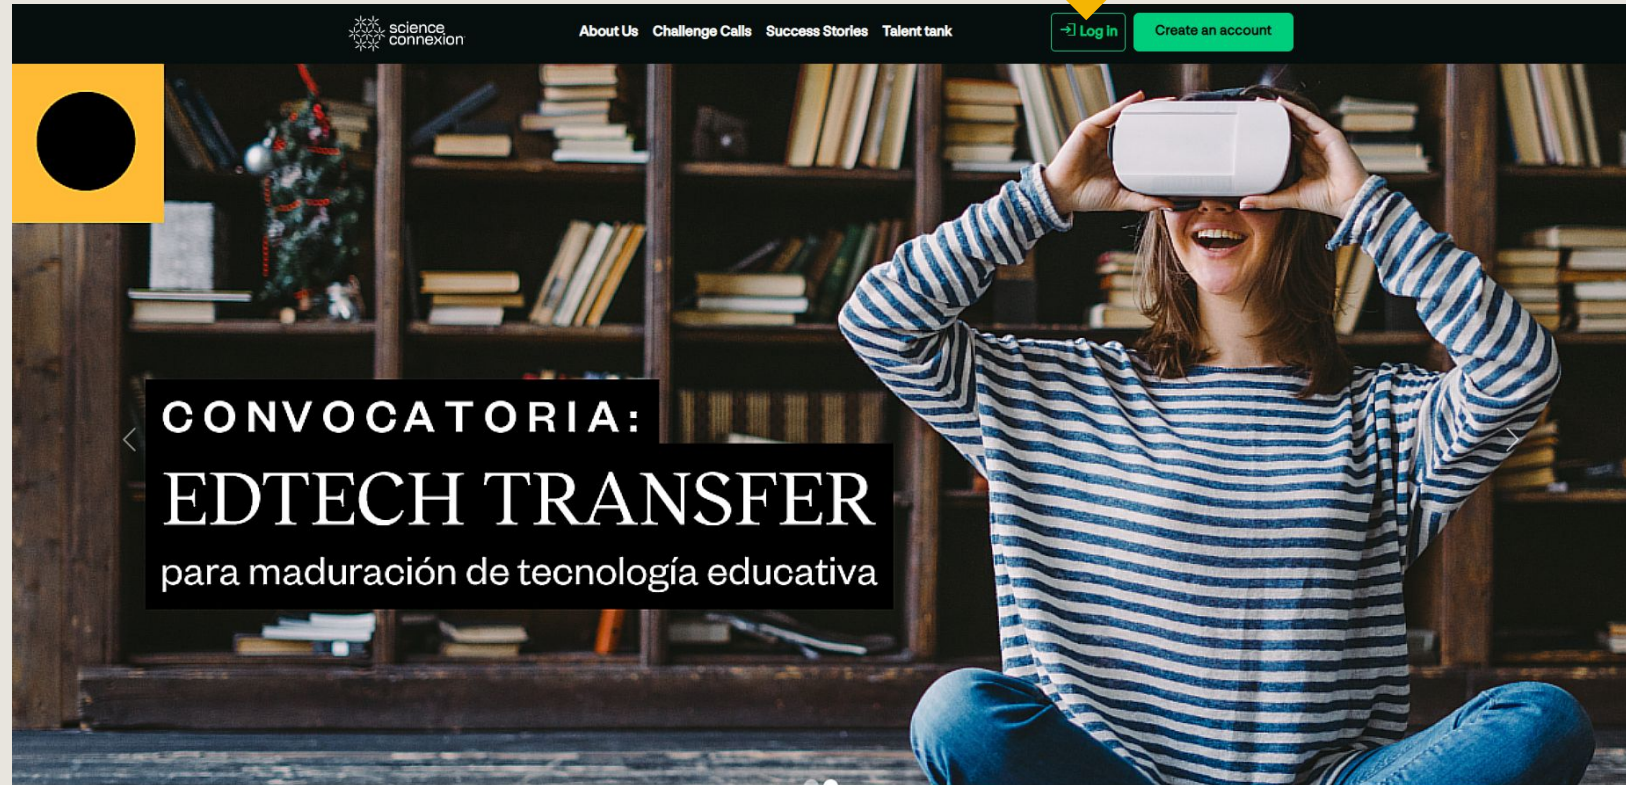 science
connexion
About Us Challenge Calls Success Stories Talent tank
Log in
Create an account
CONVOCATORIA:
EDTECH TRANSFER
para maduración de tecnología educativa